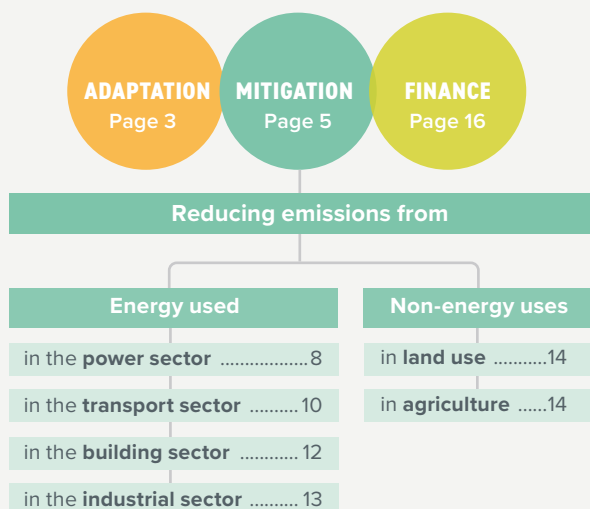 ADAPTATION
Page 3
MITIGATION
Page 5
FINANCE
Page 16
Reducing emissions from
Energy used
in the power sector ..................8
in the transport sector ..........10
in the building sector ............12
in the industrial sector ..........13
Non-energy uses
in land use ...........14
in agriculture ......14